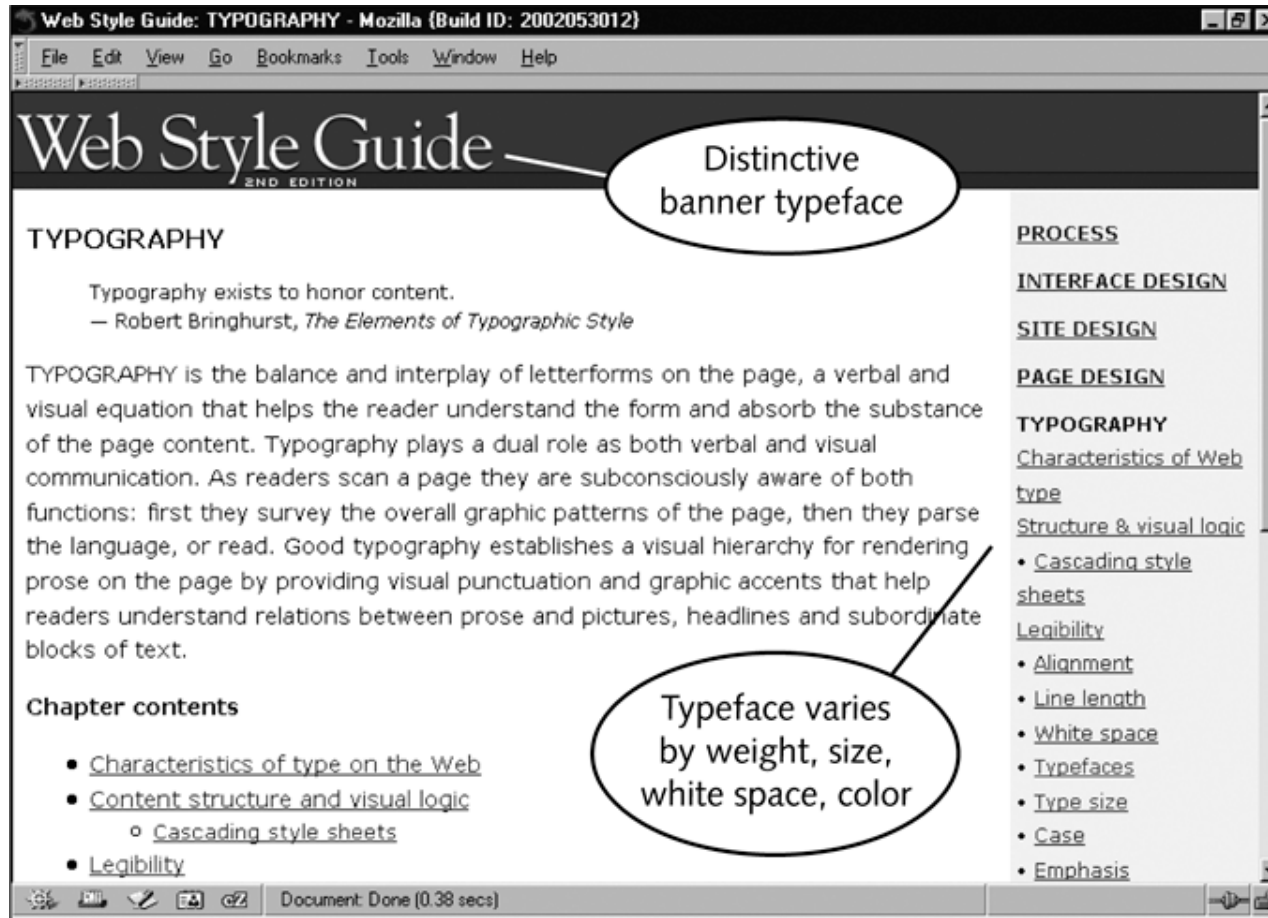 Web Style Guide: TYPOGRAPHY - Mozilla {Build ID: 2002053012}
File Edit View Go Bookmarks Tools Window Help
Web Style Guide
2ND EDITION
Distinctive
banner typeface
TYPOGRAPHY
Typography exists to honor content.
— Robert Bringhurst, The Elements of Typographic Style
TYPOGRAPHY is the balance and interplay of letterforms on the page, a verbal and
visual equation that helps the reader understand the form and absorb the substance
of the page content. Typography plays a dual role as both verbal and visual
communication. As readers scan a page they are subconsciously aware of both
functions: first they survey the overall graphic patterns of the page, then they parse
the language, or read. Good typography establishes a visual hierarchy for rendering
prose on the page by providing visual punctuation and graphic accents that help
readers understand relations between prose and pictures, headlines and subordinate
blocks of text.
Chapter contents
• Characteristics of type on the Web
• Content structure and visual logic
o Cascading style sheets
• Legibility
Typeface varies
by weight, size,
white space, color
PROCESS
INTERFACE DESIGN
SITE DESIGN
PAGE DESIGN
TYPOGRAPHY
Characteristics of Web
type
Structure & visual logic
• Cascading style
sheets
Legibility
• Alignment
• Line length
• White space
• Typefaces
• Type size
• Case
• Emphasis
Document: Done (0.38 secs)